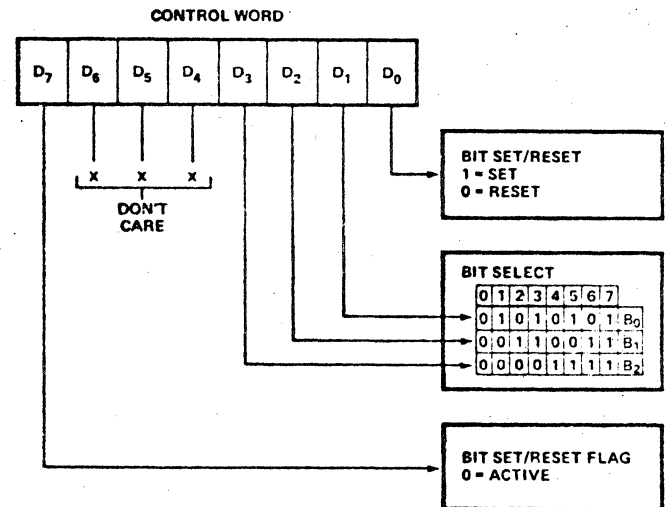 CONTROL WORD
D7 D6 D5 D4 D3 D2 D1 D0
BIT SET/RESET
1 = SET
0 = RESET
X X X
DON'T
CARE
BIT SELECT
0 1 2 3 4 5 6 7
0 1 0 1 0 1 0 1 B0
0 0 1 1 0 0 1 1 B1
0 0 0 0 1 1 1 1 B2
BIT SET/RESET FLAG
0 = ACTIVE